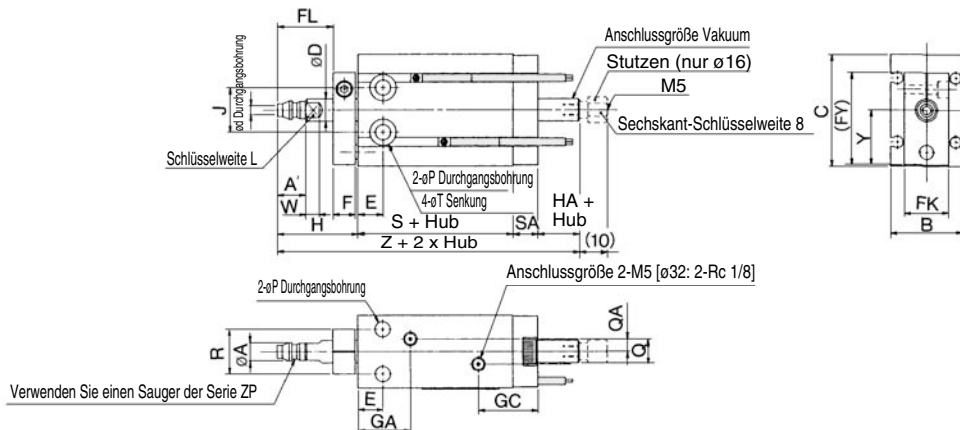 FL
øD
J
ød Durchgangsbohrung
Schlüsselweite L
A'
W
H
F
E
2-øP Durchgangsbohrung
4-øT Senkung
S + Hub
SA
HA + Hub
Z + 2 x Hub
(10)
Anschlussgröße Vakuum
Stutzen (nur ø16)
M5
Sechskant-Schlüsselweite 8
C
(FY)
Y
FK
B
2-øP Durchgangsbohrung
Anschlussgröße 2-M5 [ø32: 2-Rc 1/8]
R
øA
Verwenden Sie einen Sauger der Serie ZP
E
GA
GC
QA
Q